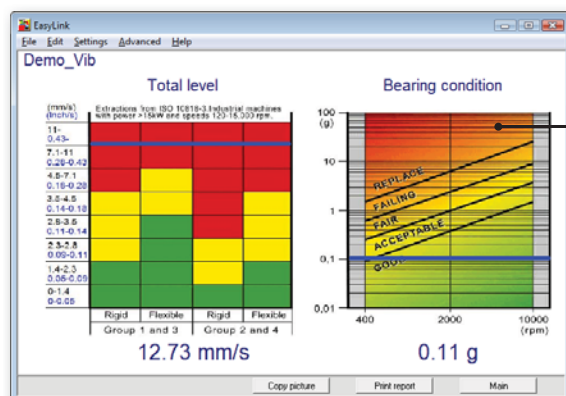 EasyLink
File Edit Settings Advanced Help
Demo_Vib
Total level
(mm/s)
(Inch/s)
Extractions from ISO 10816-3.Industrial machines
with power >15kW and speeds 120-15.000 rpm.
11-
0.43-
7.1-11
0.28-0.43
4.5-7.1
0.18-0.28
3.5-4.5
0.14-0.18
2.8-3.5
0.11-0.14
2.3-2.8
0.09-0.11
1.4-2.3
0.05-0.09
0-1.4
0-0.05
Rigid Flexible Rigid Flexible
Group 1 and 3 Group 2 and 4
12.73 mm/s
Bearing condition
100
(g)
10
1
0,1
0,01
REPLACE
FAILING
FAIR
ACCEPTABLE
GOOD
400 2000 10000
(rpm)
0.11 g
Copy picture Print report Main